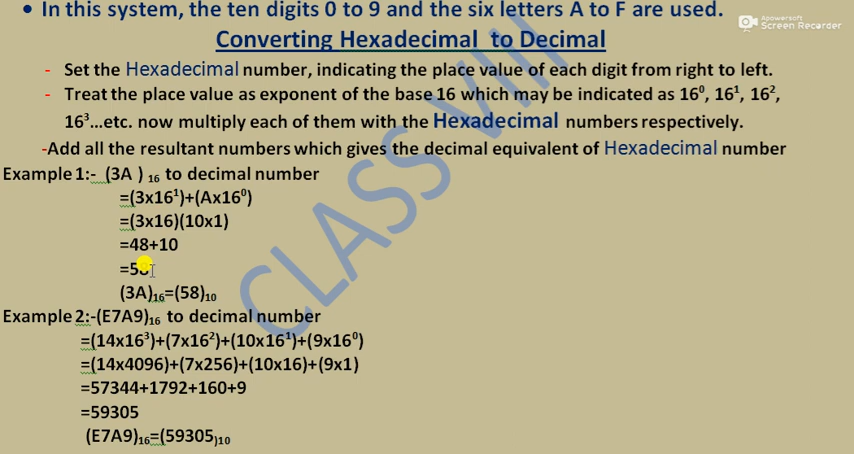 • In this system, the ten digits 0 to 9 and the six letters A to F are used.
Apowersoft
Screen Recorder
Converting Hexadecimal to Decimal
- Set the Hexadecimal number, indicating the place value of each digit from right to left.
- Treat the place value as exponent of the base 16 which may be indicated as 16⁰, 16¹, 16²,
16³...etc. now multiply each of them with the Hexadecimal numbers respectively.
-Add all the resultant numbers which gives the decimal equivalent of Hexadecimal number
Example 1:- (3A ) ₁₆ to decimal number
=(3x16¹)+(Ax16⁰)
=(3x16)(10x1)
=48+10
=58
(3A)₁₆=(58)₁₀
Example 2:-(E7A9)₁₆ to decimal number
=(14x16³)+(7x16²)+(10x16¹)+(9x16⁰)
=(14x4096)+(7x256)+(10x16)+(9x1)
=57344+1792+160+9
=59305
(E7A9)₁₆=(59305₎₁₀
CLASS VII